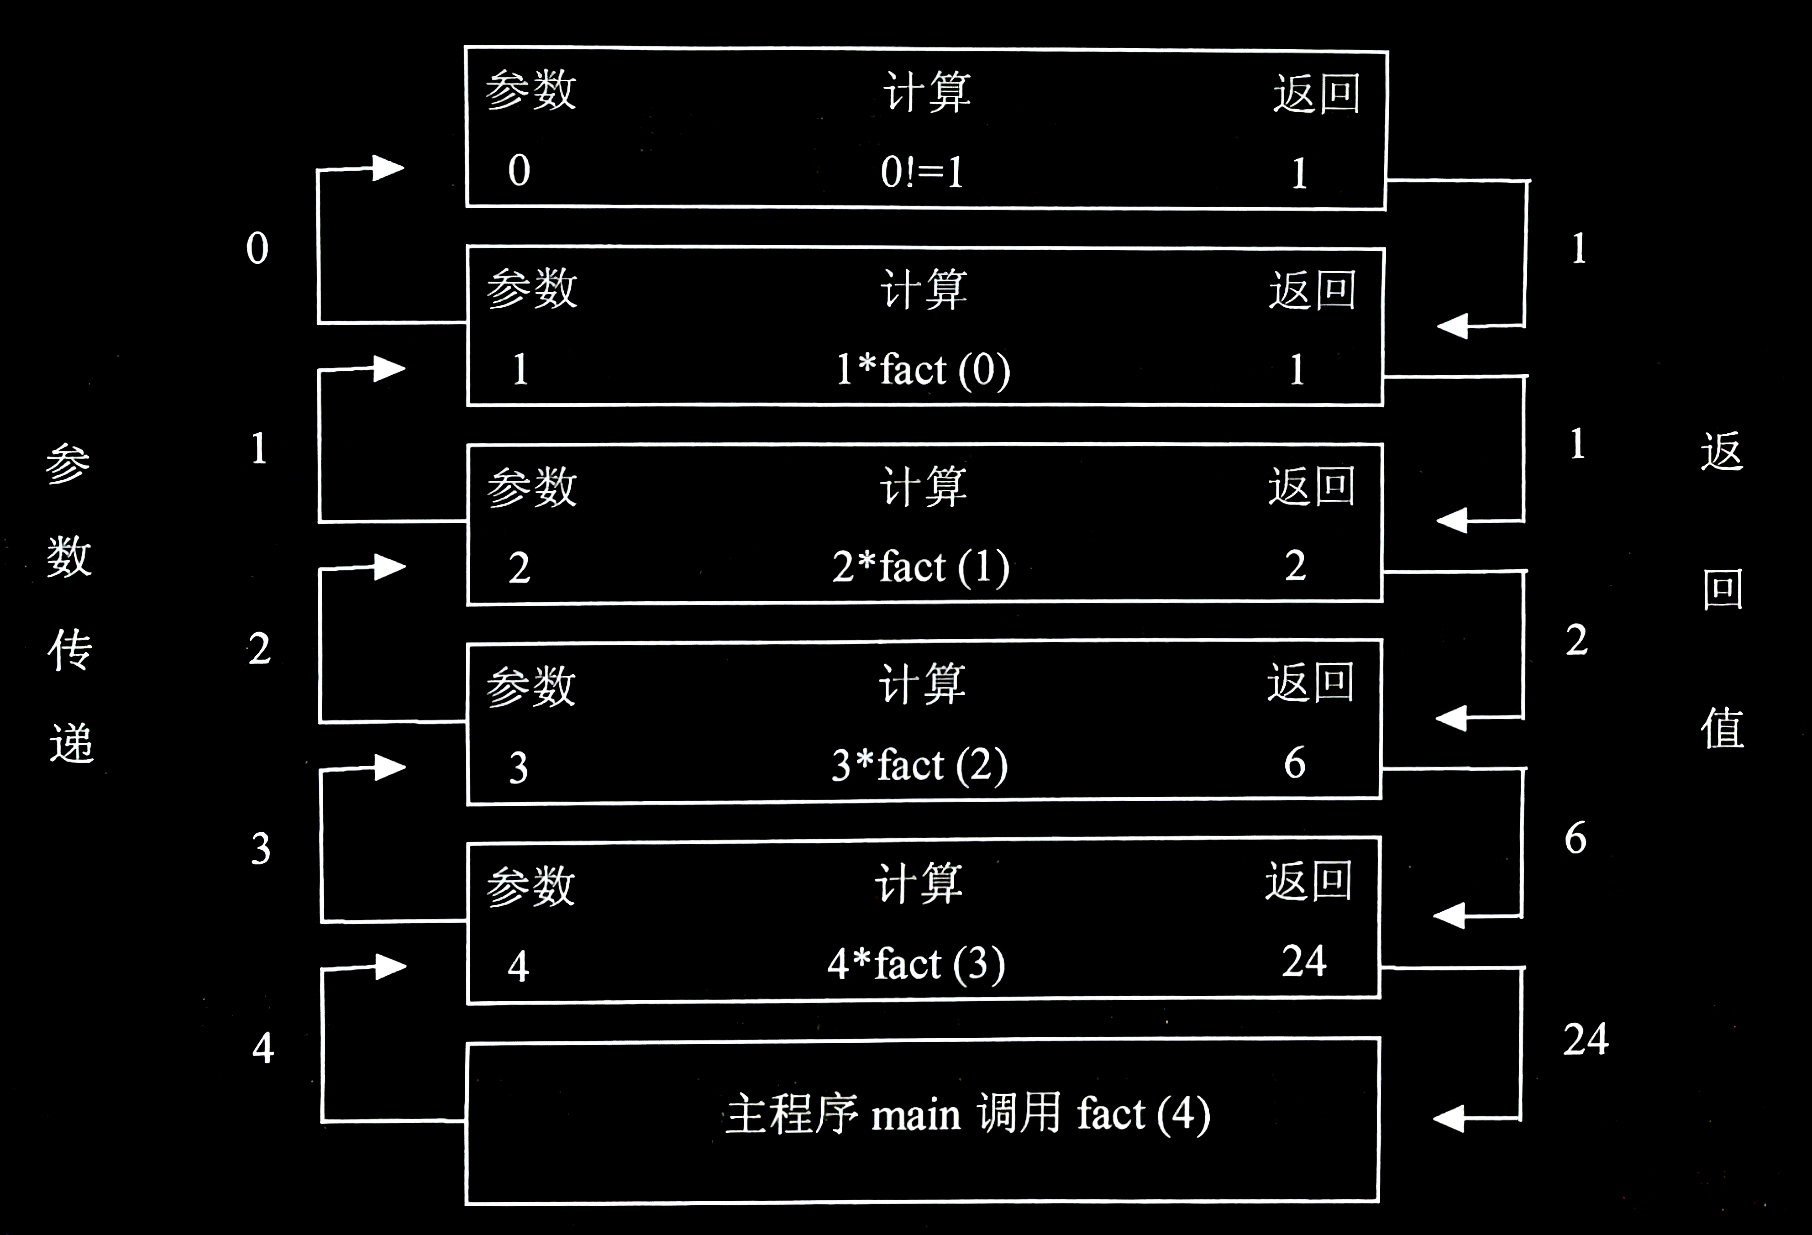 参数 计算 返回
0 0!=1 1
0
1
参数 计算 返回
1 1*fact (0) 1
1
1
参数 计算 返回
2 2*fact (1) 2
2
2
参数 计算 返回
3 3*fact (2) 6
3
6
参数 计算 返回
4 4*fact (3) 24
4
24
主程序 main 调用 fact (4)
参数传递
返回值